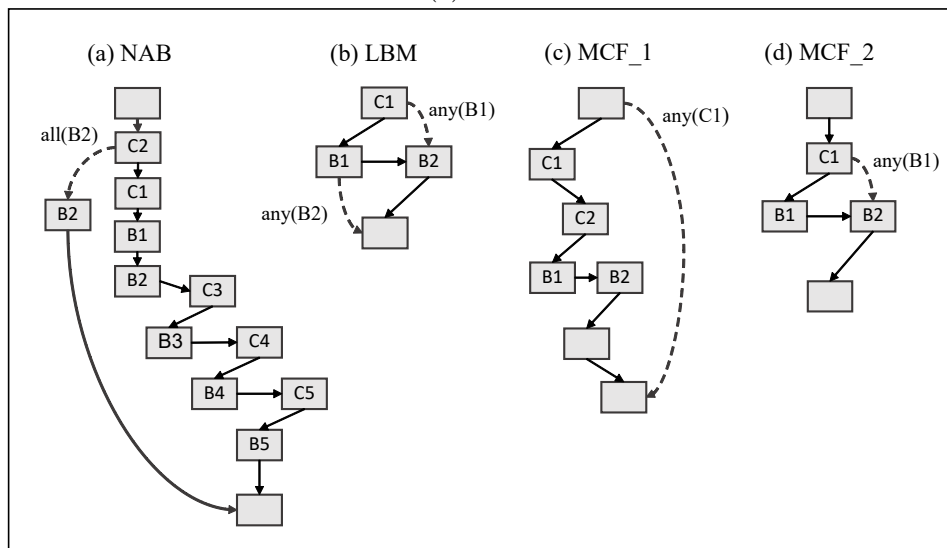 (a) NAB
all(B2)
C2
B2
C1
B1
B2
C3
B3
C4
B4
C5
B5
(b) LBM
C1
any(B1)
B1
B2
any(B2)
(c) MCF_1
any(C1)
C1
C2
B1
B2
(d) MCF_2
C1
any(B1)
B1
B2